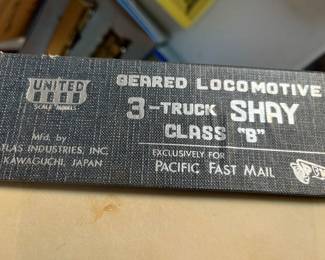 UNITED
SCALE MODELS
Mfd. by
TLAS INDUSTRIES, INC.
KAWAGUCHI, JAPAN
GEARED LOCOMOTIVE
3-TRUCK SHAY
CLASS "B"
EXCLUSIVELY FOR
PACIFIC FAST MAIL